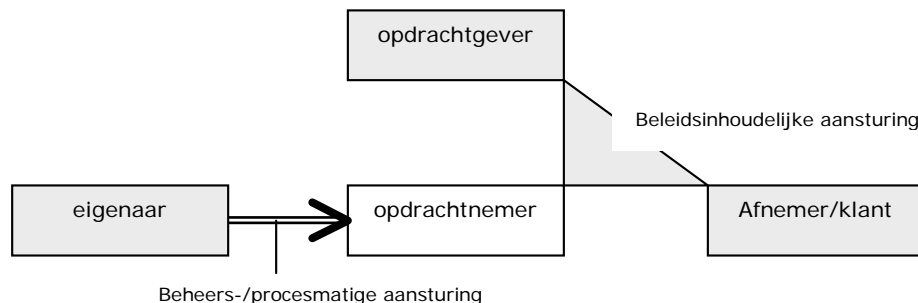 opdrachtgever
Beleidsinhoudelijke aansturing
eigenaar
opdrachtnemer
Afnemer/klant
Beheers-/procesmatige aansturing